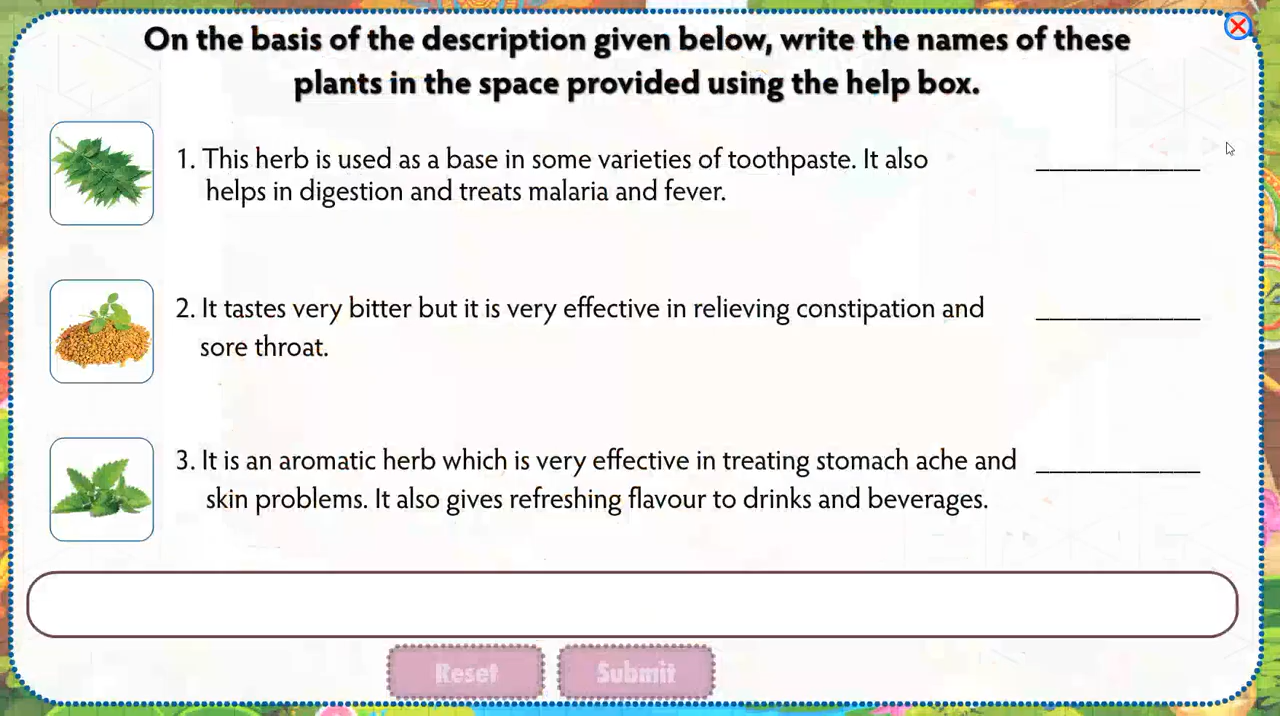 On the basis of the description given below, write the names of these
plants in the space provided using the help box.
1. This herb is used as a base in some varieties of toothpaste. It also
helps in digestion and treats malaria and fever.
2. It tastes very bitter but it is very effective in relieving constipation and
sore throat.
3. It is an aromatic herb which is very effective in treating stomach ache and
skin problems. It also gives refreshing flavour to drinks and beverages.
Reset Submit